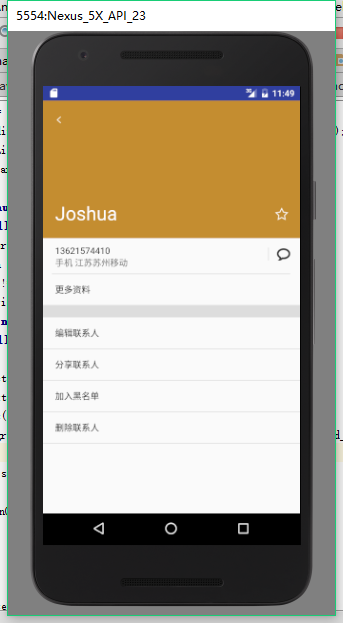 5554:Nexus_5X_API_23
11:49
Joshua
13621574410
手机 江苏苏州移动
更多资料
编辑联系人
分享联系人
加入黑名单
删除联系人